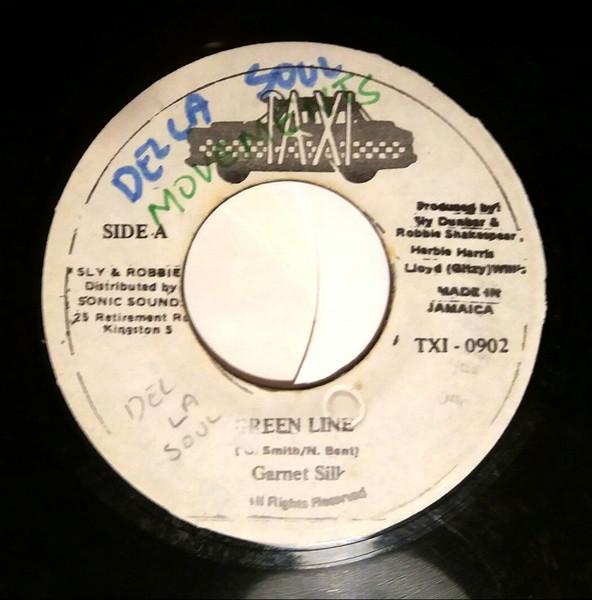 DEL LA SOUL
MOVEMENTS
TAXI
SIDE A
SLY & ROBBIE
Distributed by
SONIC SOUNDS
25 Retirement Rd
Kingston 5
Produced by:
Sly Dunbar &
Robbie Shakespear,
Herbie Harris
Lloyd (Gitzy) Willis
MADE IN
JAMAICA
TXI - 0902
DEL
LA
SOUL
GREEN LINE
Smith/N. Bent)
Garnet Silk
All Rights Reserved